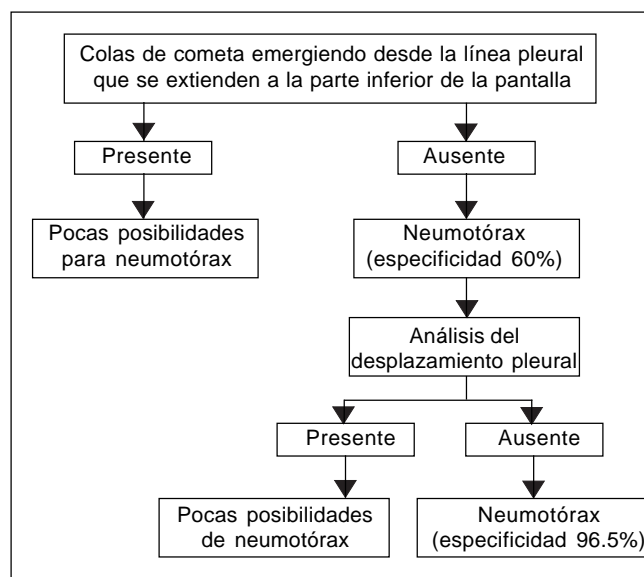 Colas de cometa emergiendo desde la línea pleural
que se extienden a la parte inferior de la pantalla
Presente
Ausente
Pocas posibilidades
para neumotórax
Neumotórax
(especificidad 60%)
Análisis del
desplazamiento pleural
Presente
Ausente
Pocas posibilidades
de neumotórax
Neumotórax
(especificidad 96.5%)